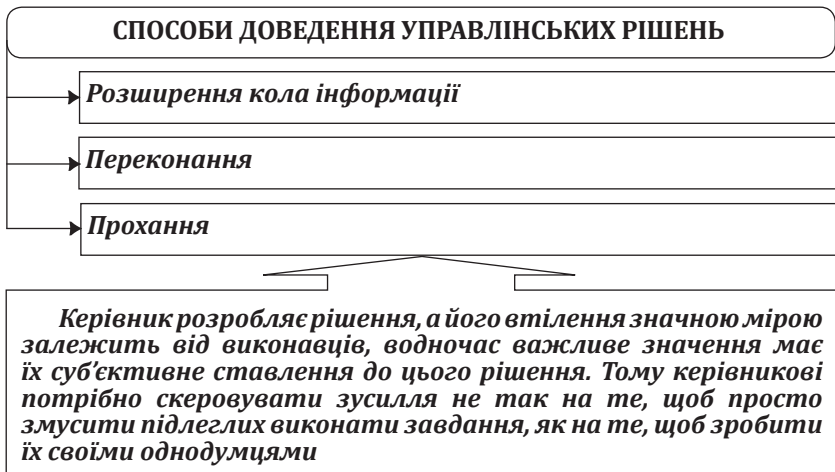 СПОСОБИ ДОВЕДЕННЯ УПРАВЛІНСЬКИХ РІШЕНЬ
Розширення кола інформації
Переконання
Прохання
Керівник розробляє рішення, а його втілення значною мірою
залежить від виконавців, водночас важливе значення має
їх суб’єктивне ставлення до цього рішення. Тому керівникові
потрібно скеровувати зусилля не так на те, щоб просто
змусити підлеглих виконати завдання, як на те, щоб зробити
їх своїми однодумцями